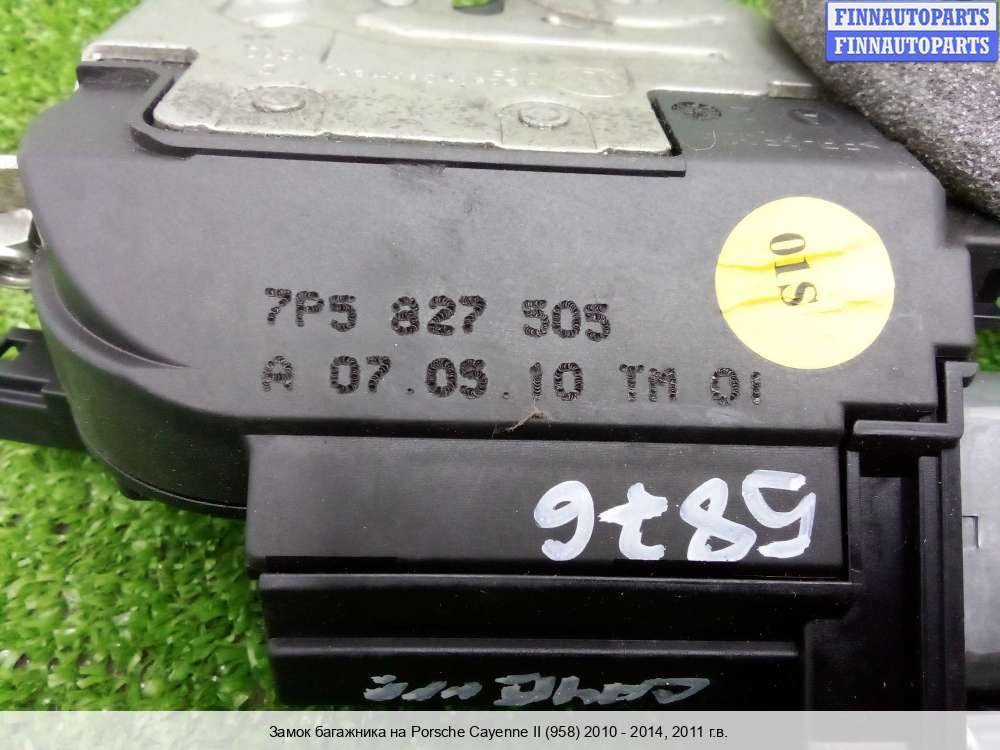 FINNAUTOPARTS
FINNAUTOPARTS
S10
7P5 827 505
A 07.05.10 TM 01
5876
Замок багажника на Porsche Cayenne II (958) 2010 - 2014, 2011 г.в.